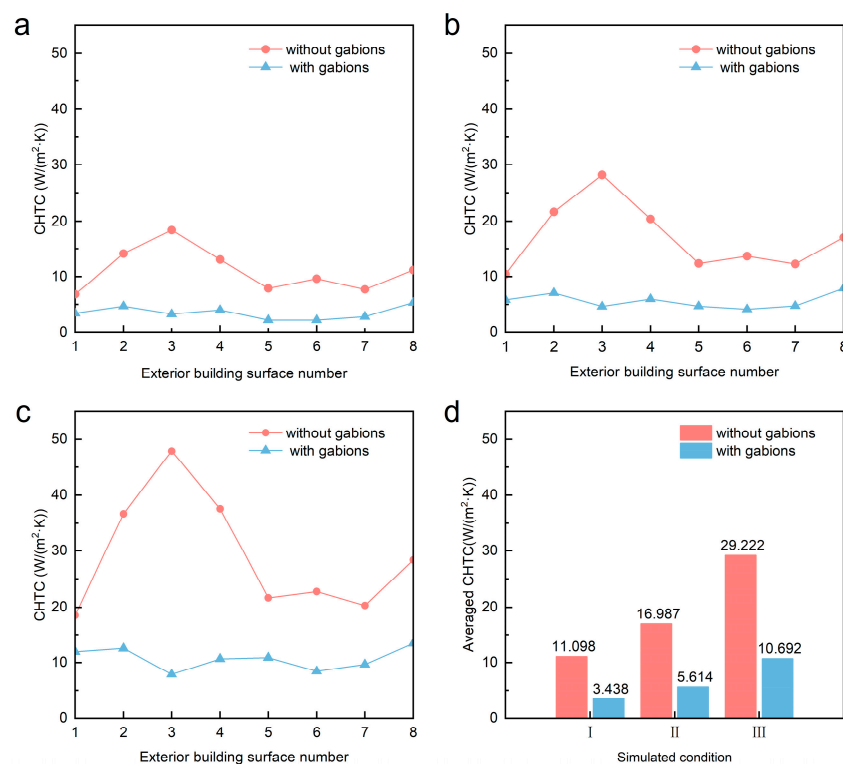 a
CHTC (W/(m²·K))
50
40
30
20
10
0
without gabions
with gabions
1 2 3 4 5 6 7 8
Exterior building surface number
b
CHTC (W/(m²·K))
50
40
30
20
10
0
without gabions
with gabions
1 2 3 4 5 6 7 8
Exterior building surface number
c
CHTC (W/(m²·K))
50
40
30
20
10
0
without gabions
with gabions
1 2 3 4 5 6 7 8
Exterior building surface number
d
Averaged CHTC(W/(m²·K))
50
40
30
20
10
0
without gabions
with gabions
11.098
3.438
16.987
5.614
29.222
10.692
I II III
Simulated condition